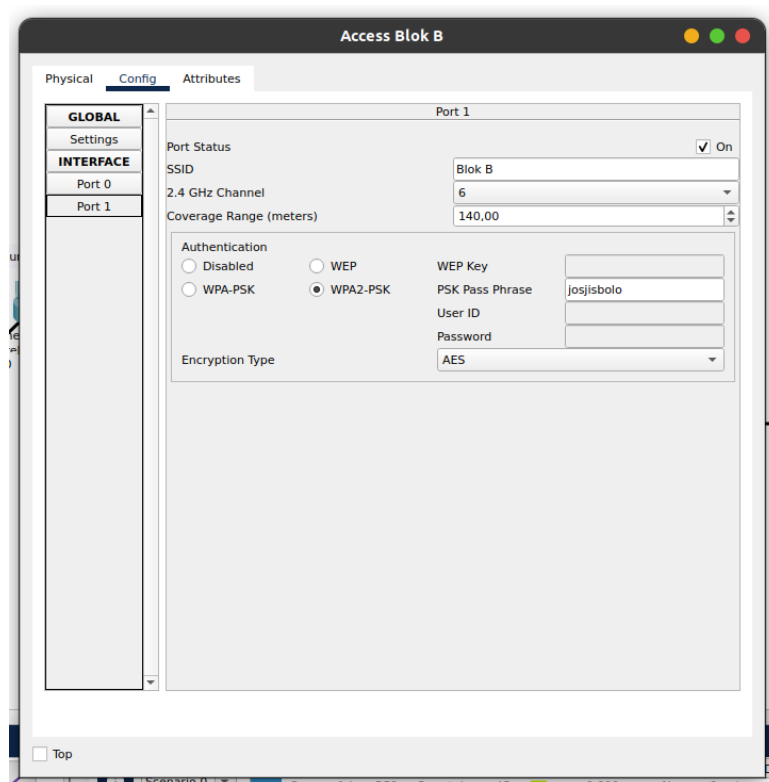 Access Blok B
Physical Config Attributes
GLOBAL
Settings
INTERFACE
Port 0
Port 1
Port 1
Port Status On
SSID Blok B
2.4 GHz Channel 6
Coverage Range (meters) 140,00
Authentication
Disabled WEP WEP Key
WPA-PSK WPA2-PSK PSK Pass Phrase josjisbolo
User ID
Password
Encryption Type AES
Top
Scenario 0